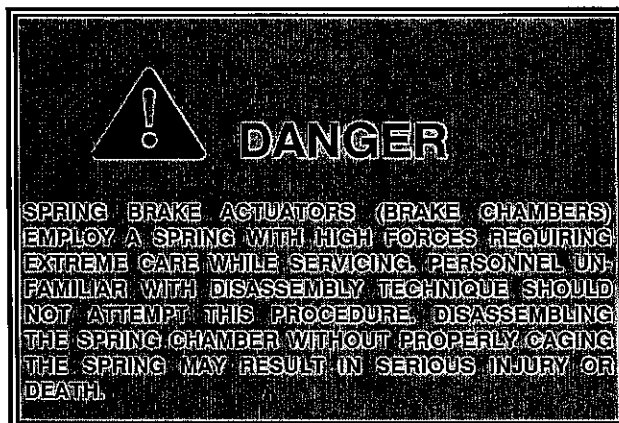 DANGER
SPRING BRAKE ACTUATORS (BRAKE CHAMBERS)
EMPLOY A SPRING WITH HIGH FORCES REQUIRING
EXTREME CARE WHILE SERVICING. PERSONNEL UN-
FAMILIAR WITH DISASSEMBLY TECHNIQUE SHOULD
NOT ATTEMPT THIS PROCEDURE. DISASSEMBLING
THE SPRING CHAMBER WITHOUT PROPERLY CAGING
THE SPRING MAY RESULT IN SERIOUS INJURY OR
DEATH.